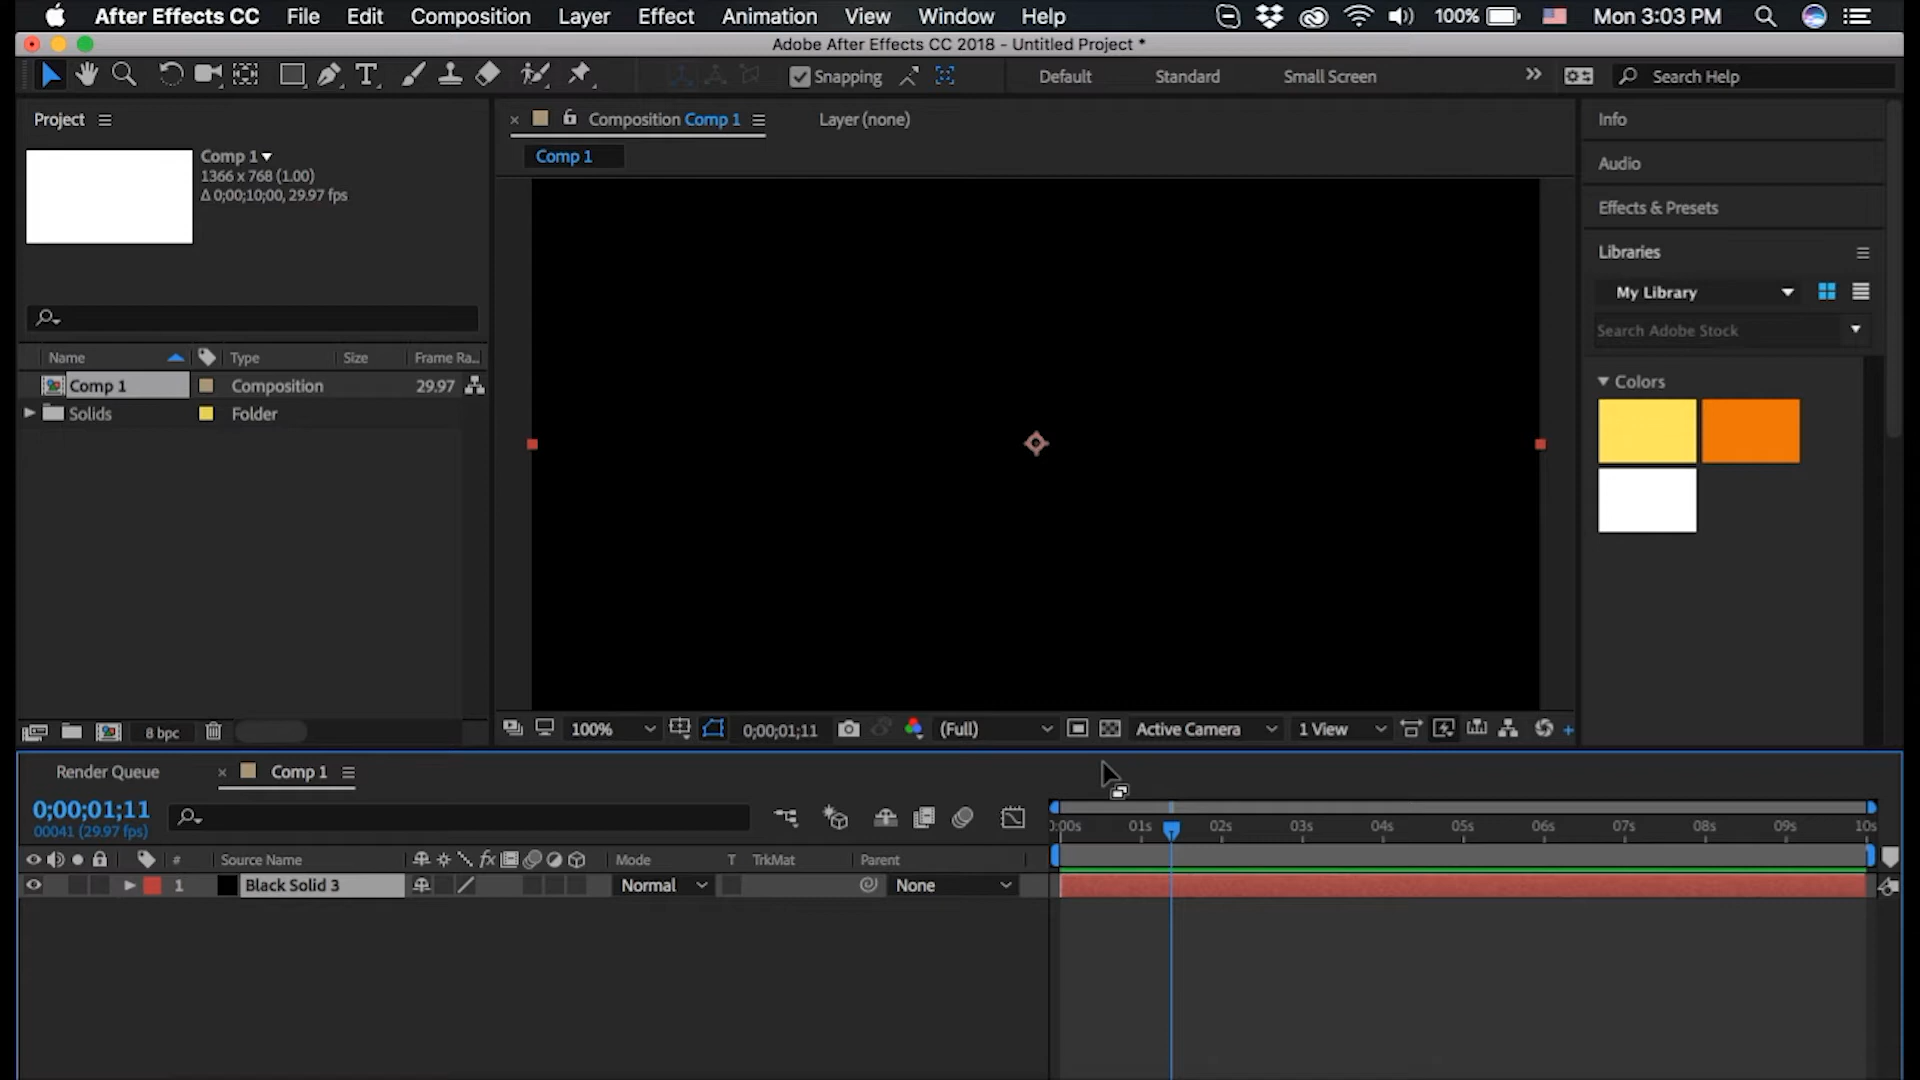 After Effects CC File Edit Composition Layer Effect Animation View Window Help 100% Mon 3:03 PM
Adobe After Effects CC 2018 - Untitled Project *
Snapping Default Standard Small Screen Search Help
Project
Composition Comp 1 Layer (none)
Info
Comp 1
1366 x 768 (1.00)
Δ 0;00;10;00, 29.97 fps
Comp 1
Audio
Effects & Presets
Libraries
My Library
Search Adobe Stock
Name Type Size Frame Ra...
Comp 1 Composition 29.97
Solids Folder
Colors
8 bpc
100% 0;00;01;11 (Full) Active Camera 1 View
Render Queue Comp 1
0;00;01;11
00041 (29.97 fps)
0:00s 01s 02s 03s 04s 05s 06s 07s 08s 09s 10s
# Source Name fx Mode T TrkMat Parent
1 Black Solid 3 Normal None